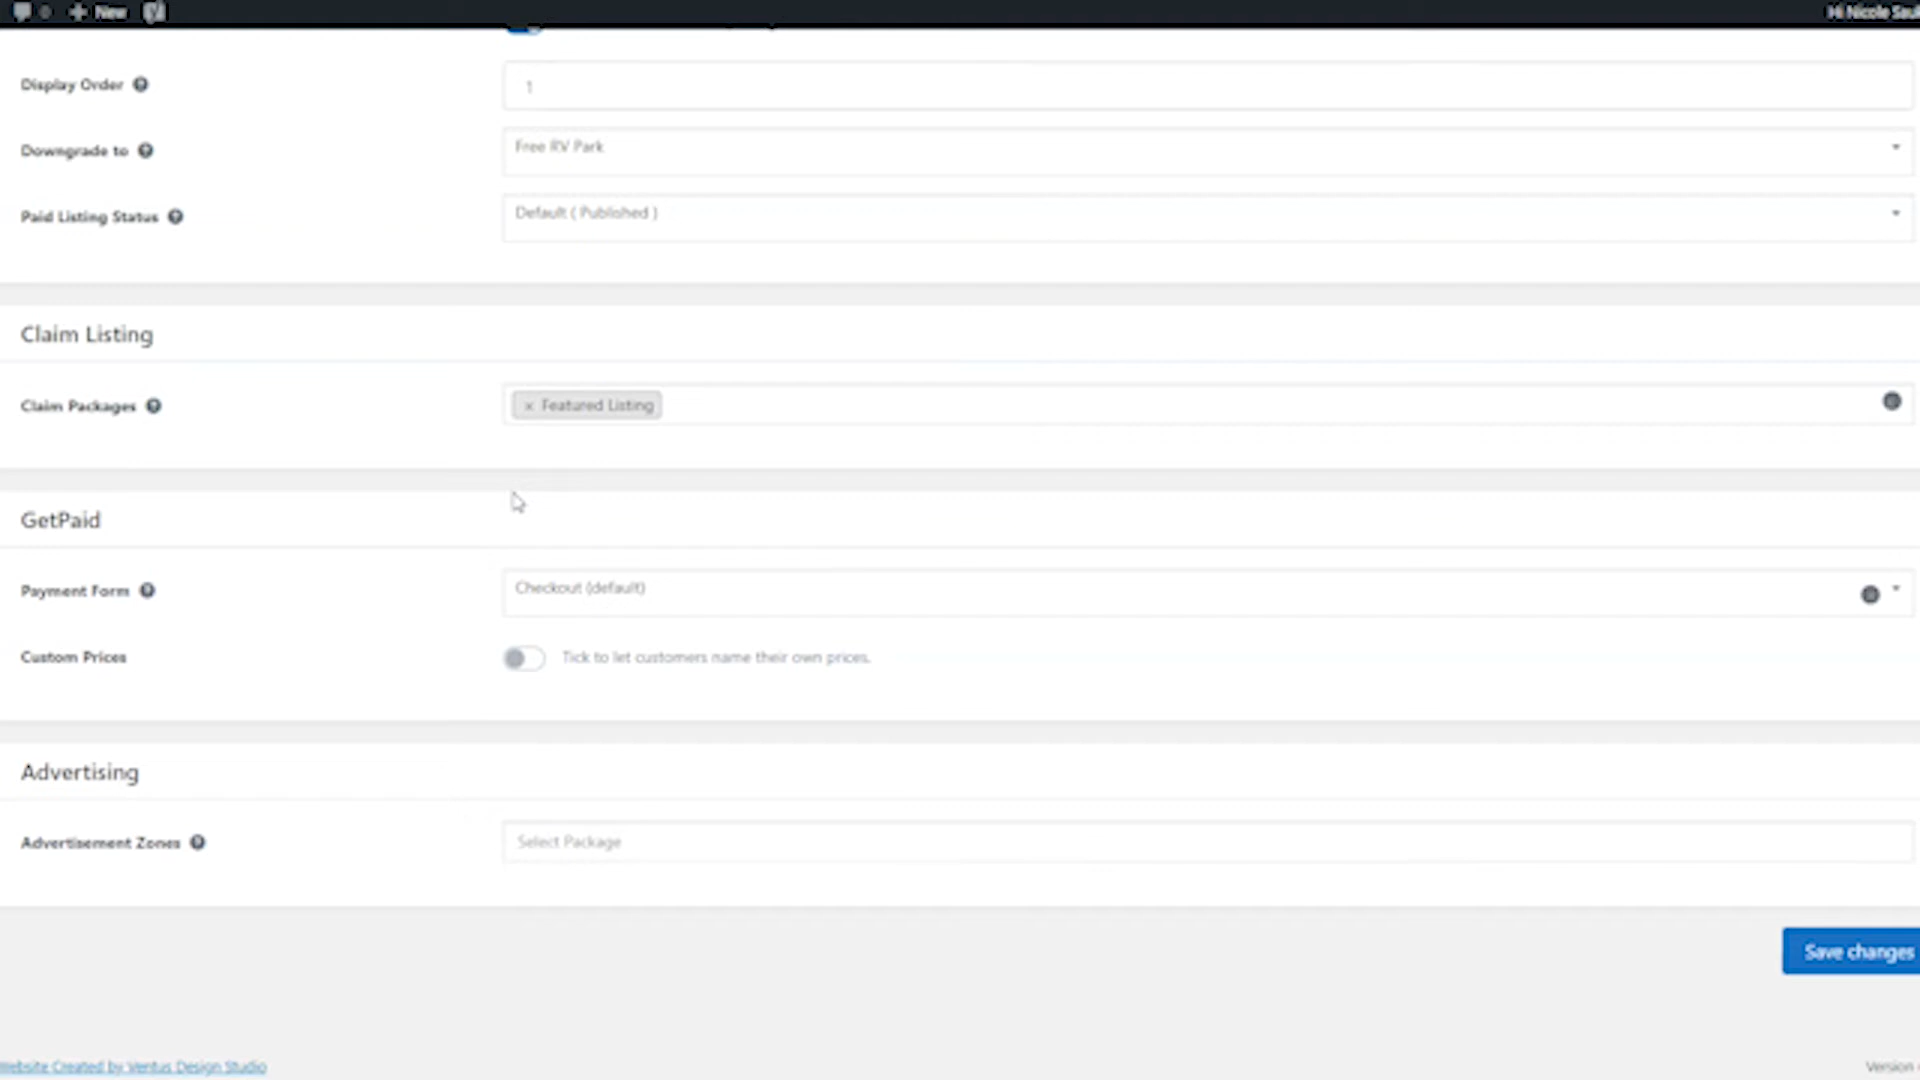 0 New Hi Nicole
Display Order
1
Downgrade to
Free RV Park
Paid Listing Status
Default ( Published )
Claim Listing
Claim Packages
× Featured Listing
GetPaid
Payment Form
Checkout (default)
Custom Prices
Tick to let customers name their own prices.
Advertising
Advertisement Zones
Select Package
Save changes
Website Created by Ventus Design Studio
Version